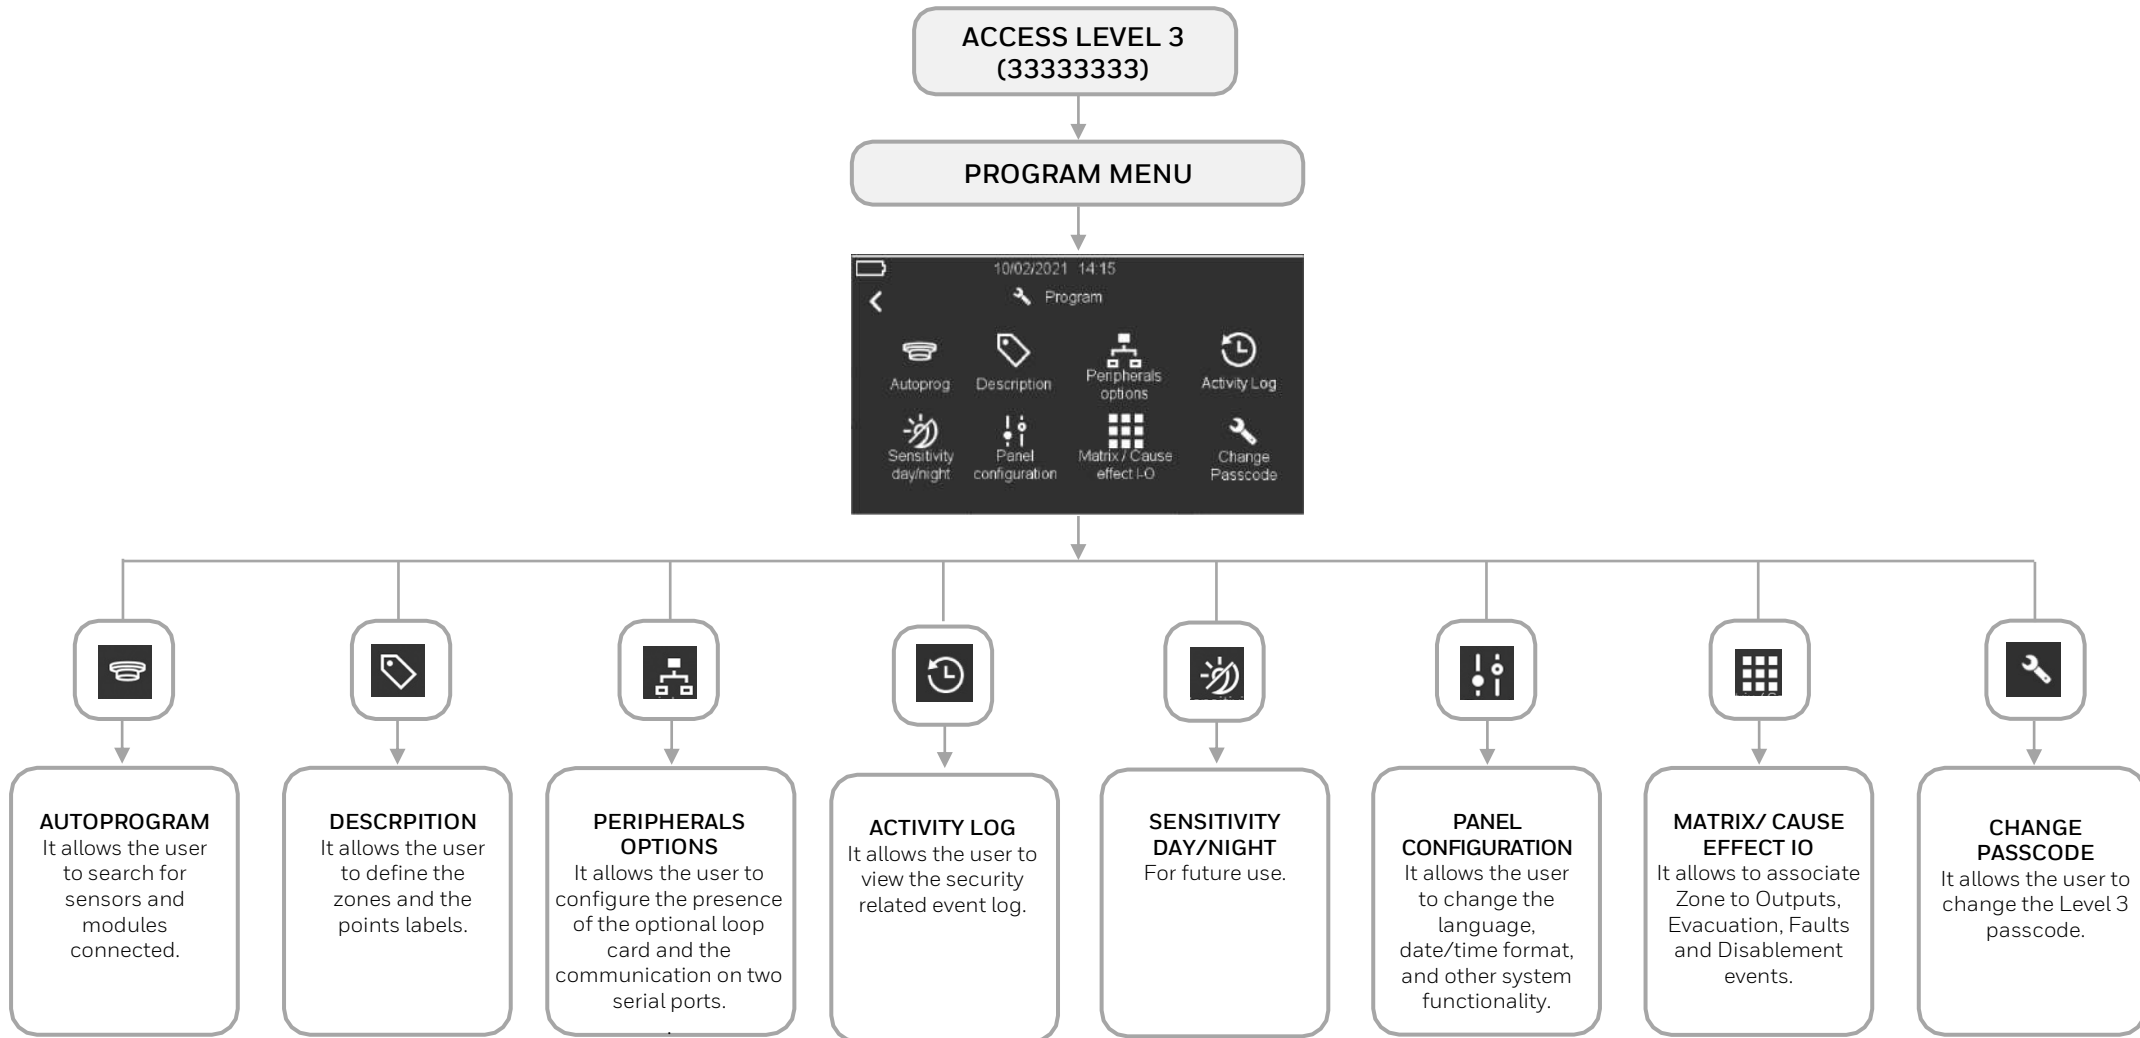 ACCESS LEVEL 3
(33333333)
PROGRAM MENU
10/02/2021 14:15
Program
Autoprog
Description
Peripherals
options
Activity Log
Sensitivity
day/night
Panel
configuration
Matrix / Cause
effect I-O
Change
Passcode
AUTOPROGRAM
It allows the user
to search for
sensors and
modules
connected.
DESCRPITION
It allows the user
to define the
zones and the
points labels.
PERIPHERALS
OPTIONS
It allows the user to
configure the presence
of the optional loop
card and the
communication on two
serial ports.
.
ACTIVITY LOG
It allows the user to
view the security
related event log.
SENSITIVITY
DAY/NIGHT
For future use.
PANEL
CONFIGURATION
It allows the user
to change the
language,
date/time format,
and other system
functionality.
MATRIX/ CAUSE
EFFECT IO
It allows to associate
Zone to Outputs,
Evacuation, Faults
and Disablement
events.
CHANGE
PASSCODE
It allows the user to
change the Level 3
passcode.